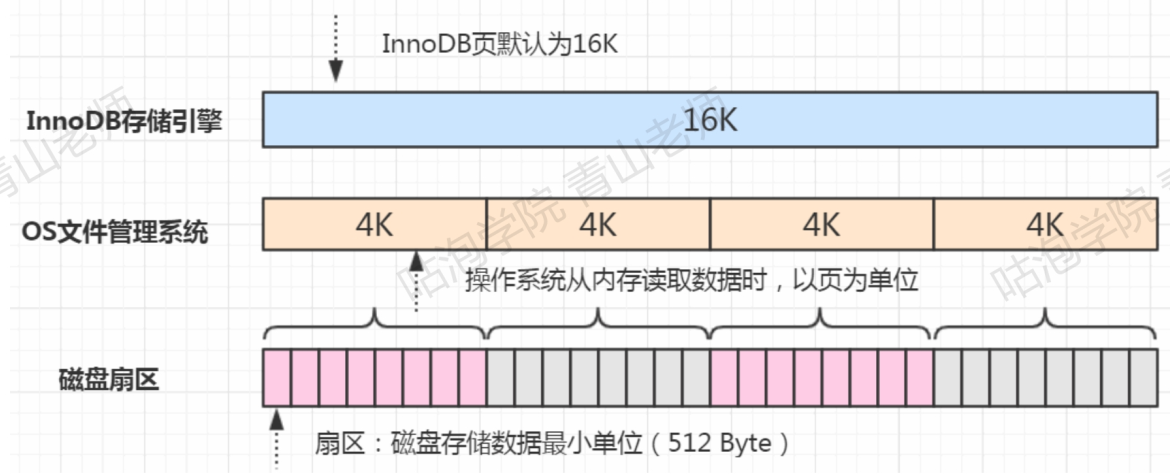 InnoDB页默认为16K
InnoDB存储引擎
16K
OS文件管理系统
4K 4K 4K 4K
操作系统从内存读取数据时，以页为单位
磁盘扇区
扇区：磁盘存储数据最小单位（512 Byte）
青山老师
咕泡学院 青山老师
咕泡学院 青